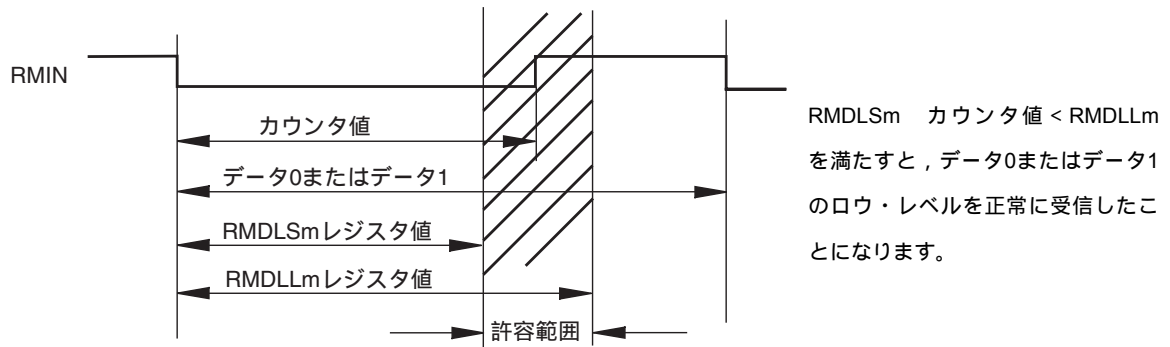 RMIN
カウンタ値
データ0またはデータ1
RMDLSmレジスタ値
RMDLLmレジスタ値
許容範囲
RMDLSm カウンタ値 < RMDLLm
を満たすと，データ0またはデータ1
のロウ・レベルを正常に受信したこ
とになります。